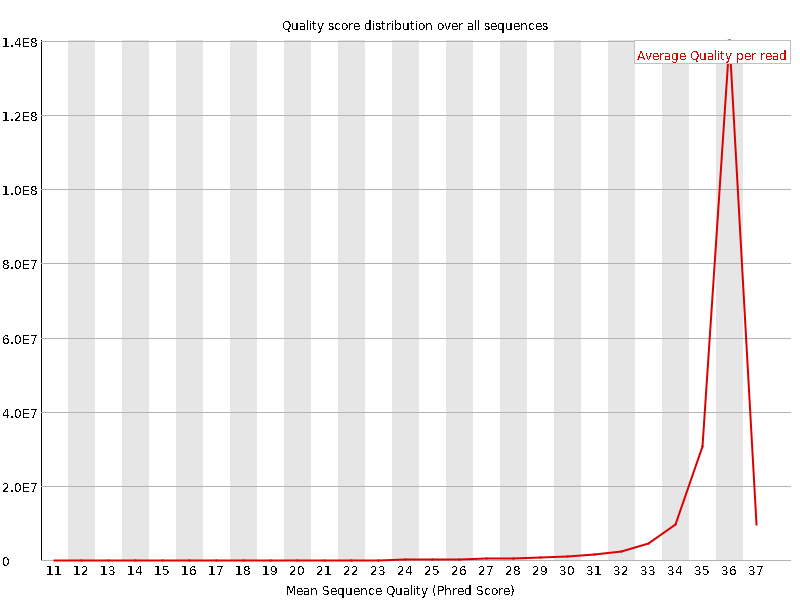 Quality score distribution over all sequences
Average Quality per read
1.4E8
1.2E8
1.0E8
8.0E7
6.0E7
4.0E7
2.0E7
0
11 12 13 14 15 16 17 18 19 20 21 22 23 24 25 26 27 28 29 30 31 32 33 34 35 36 37
Mean Sequence Quality (Phred Score)